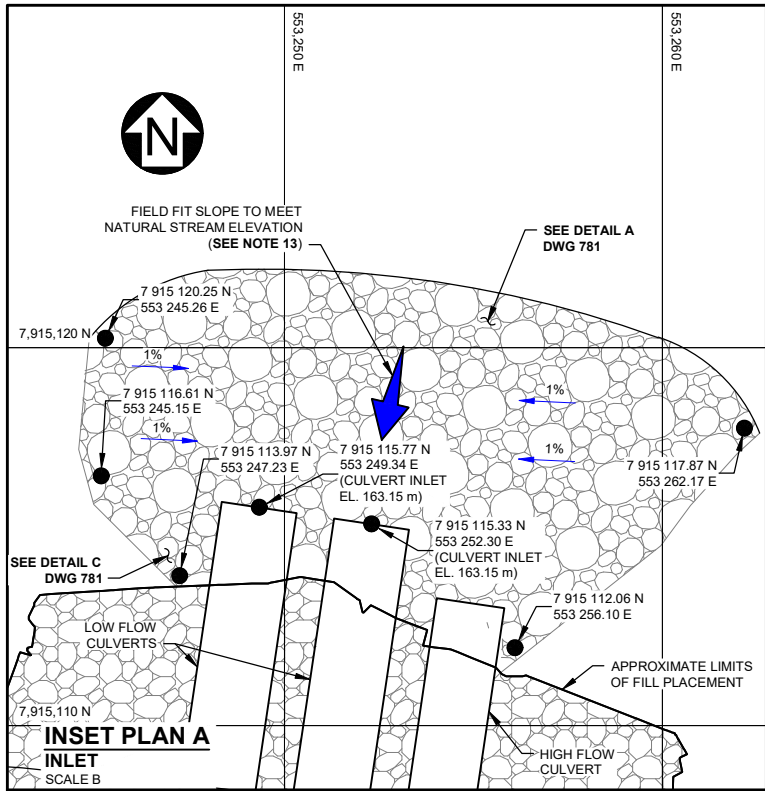 553,250 E
553,260 E
N
FIELD FIT SLOPE TO MEET
NATURAL STREAM ELEVATION
(SEE NOTE 13)
SEE DETAIL A
DWG 781
7 915 120.25 N
553 245.26 E
7,915,120 N
1%
1%
7 915 116.61 N
553 245.15 E
1%
1%
7 915 113.97 N
553 247.23 E
7 915 115.77 N
553 249.34 E
(CULVERT INLET
EL. 163.15 m)
7 915 117.87 N
553 262.17 E
7 915 115.33 N
553 252.30 E
(CULVERT INLET
EL. 163.15 m)
SEE DETAIL C
DWG 781
7 915 112.06 N
553 256.10 E
LOW FLOW
CULVERTS
APPROXIMATE LIMITS
OF FILL PLACEMENT
7,915,110 N
INSET PLAN A
INLET
SCALE B
HIGH FLOW
CULVERT